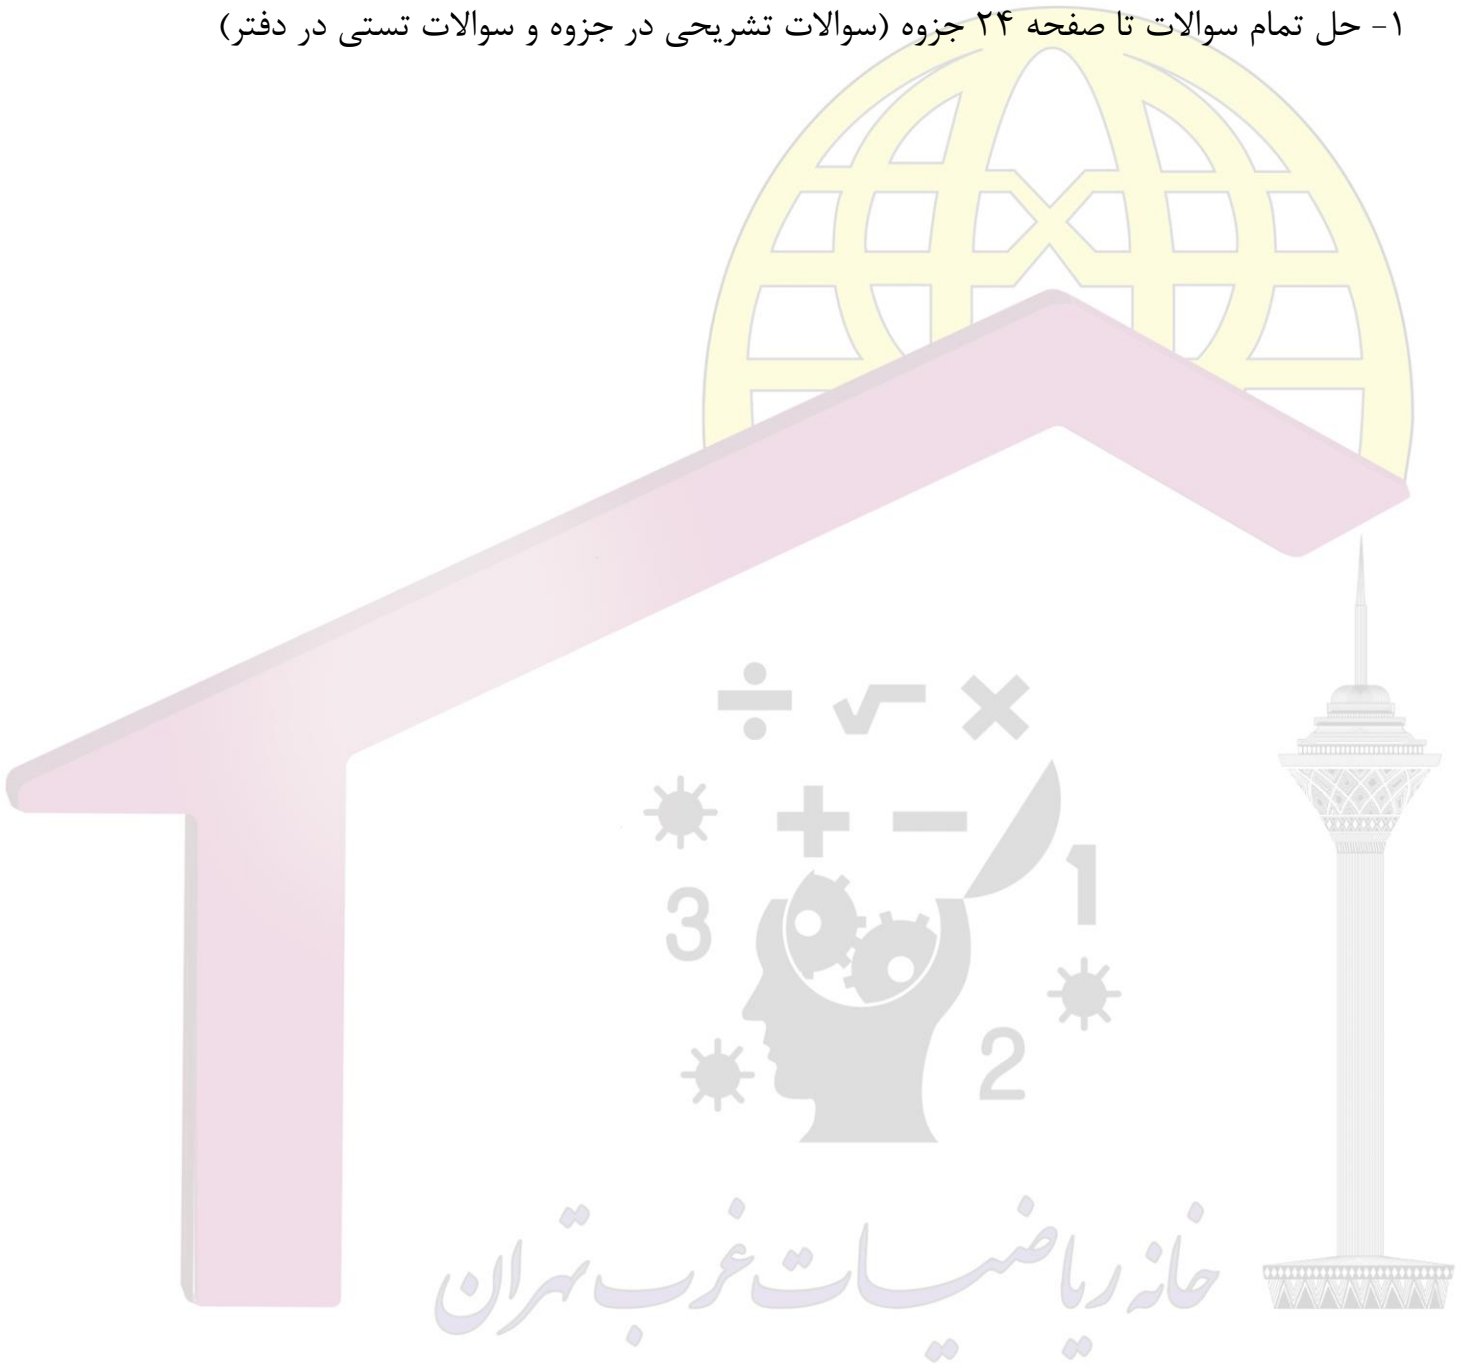 ۱- حل تمام سوالات تا صفحه ۲۴ جزوه (سوالات تشریحی در جزوه و سوالات تستی در دفتر)
÷ √ ×
+ −
3 1
2
خانه ریاضیات غرب تهران